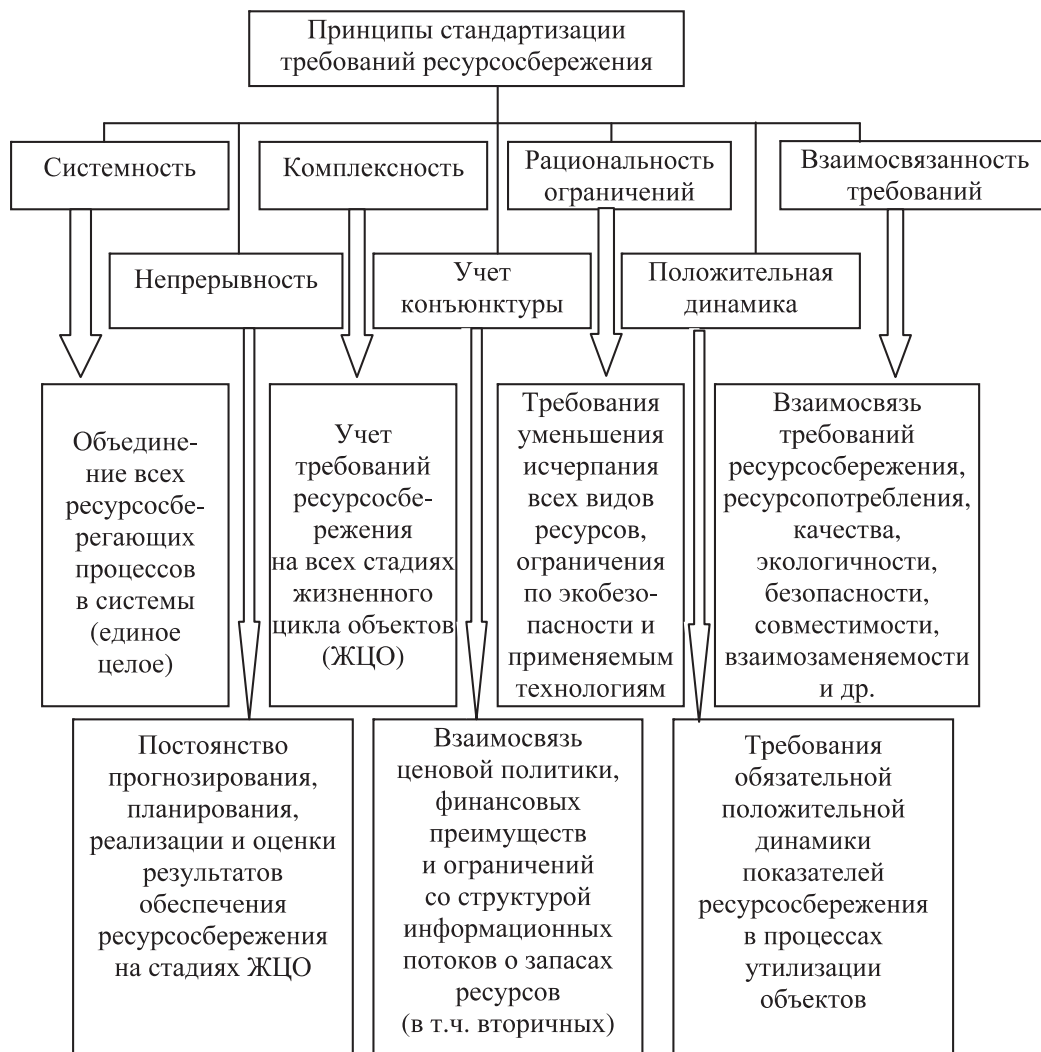 Принципы стандартизации
требований ресурсосбережения
Системность
Комплексность
Рациональность
ограничений
Взаимосвязанность
требований
Непрерывность
Учет
конъюнктуры
Положительная
динамика
Объедине-
ние всех
ресурсосбе-
регающих
процессов
в системы
(единое
целое)
Учет
требований
ресурсосбе-
режения
на всех стадиях
жизненного
цикла объектов
(ЖЦО)
Требования
уменьшения
исчерпания
всех видов
ресурсов,
ограничения
по экобезо-
пасности и
применяемым
технологиям
Взаимосвязь
требований
ресурсосбережения,
ресурсопотребления,
качества,
экологичности,
безопасности,
совместимости,
взаимозаменяемости
и др.
Постоянство
прогнозирования,
планирования,
реализации и оценки
результатов
обеспечения
ресурсосбережения
на стадиях ЖЦО
Взаимосвязь
ценовой политики,
финансовых
преимуществ
и ограничений
со структурой
информационных
потоков о запасах
ресурсов
(в т.ч. вторичных)
Требования
обязательной
положительной
динамики
показателей
ресурсосбережения
в процессах
утилизации
объектов